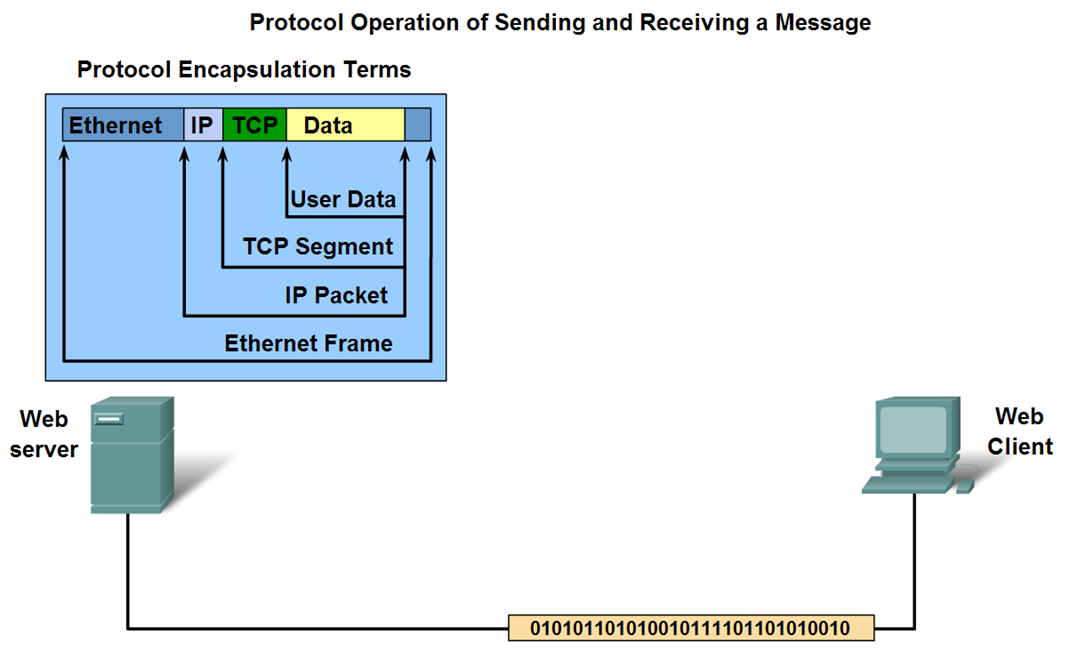 Protocol Operation of Sending and Receiving a Message
Protocol Encapsulation Terms
Ethernet IP TCP Data
User Data
TCP Segment
IP Packet
Ethernet Frame
Web
server
Web
Client
010101101010010111101101010010